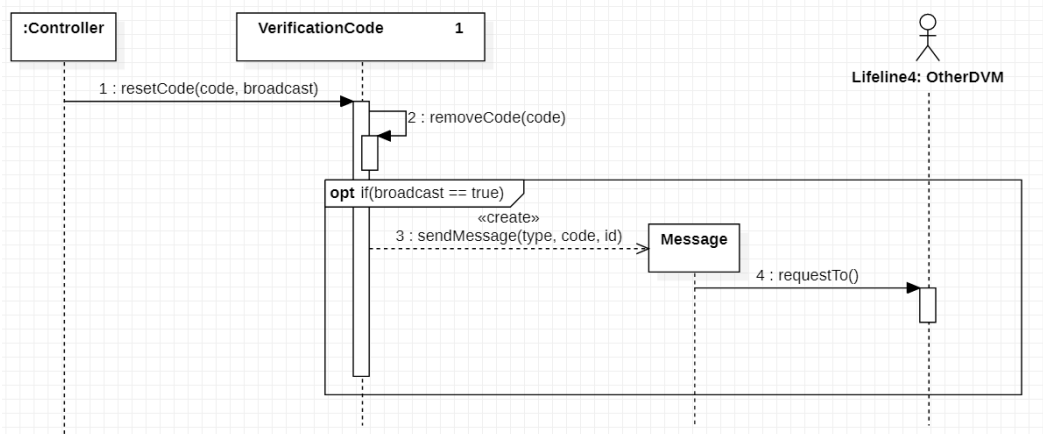 :Controller
VerificationCode 1
Lifeline4: OtherDVM
1 : resetCode(code, broadcast)
2 : removeCode(code)
opt if(broadcast == true)
«create»
3 : sendMessage(type, code, id)
Message
4 : requestTo()